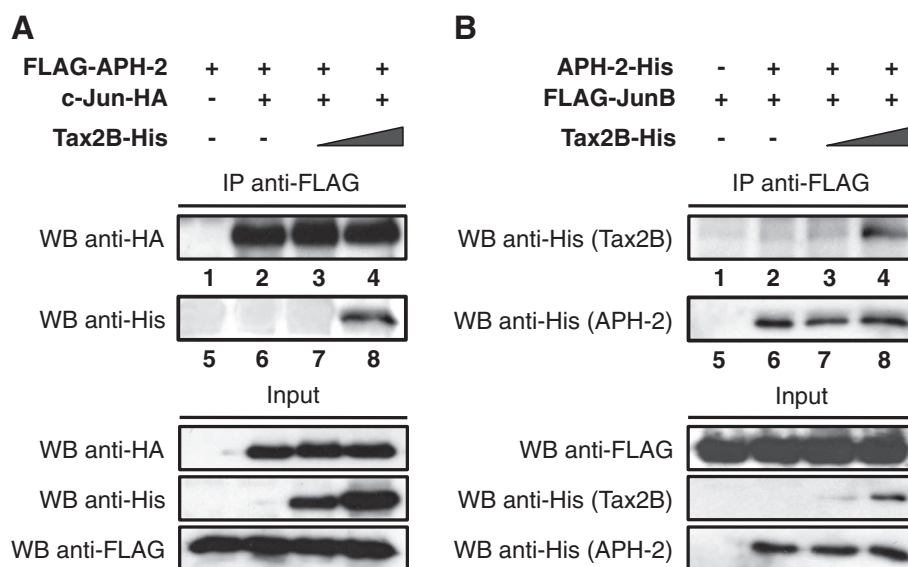 A
FLAG-APH-2 + + + +
c-Jun-HA - + + +
Tax2B-His - -
IP anti-FLAG
WB anti-HA
1 2 3 4
WB anti-His
5 6 7 8
Input
WB anti-HA
WB anti-His
WB anti-FLAG
B
APH-2-His - + + +
FLAG-JunB + + + +
Tax2B-His - -
IP anti-FLAG
WB anti-His (Tax2B)
1 2 3 4
WB anti-His (APH-2)
5 6 7 8
Input
WB anti-FLAG
WB anti-His (Tax2B)
WB anti-His (APH-2)